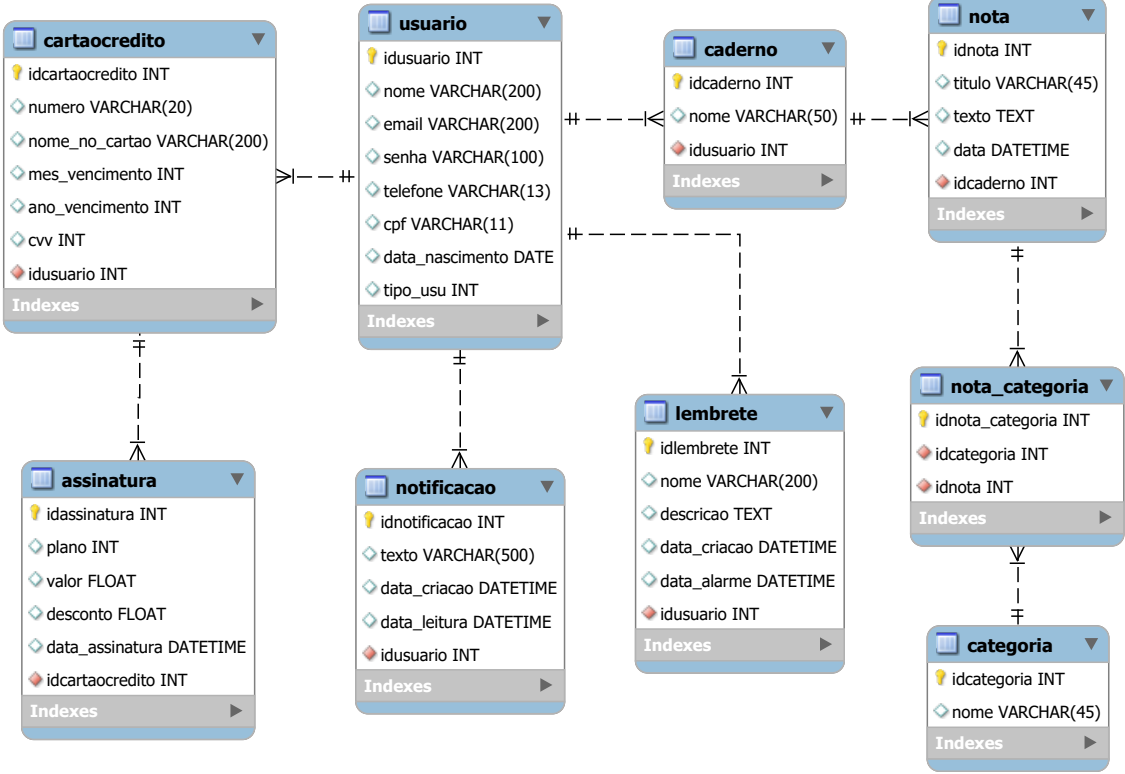 cartaocredito
idcartaocredito INT
numero VARCHAR(20)
nome_no_cartao VARCHAR(200)
mes_vencimento INT
ano_vencimento INT
cvv INT
idusuario INT
Indexes
usuario
idusuario INT
nome VARCHAR(200)
email VARCHAR(200)
senha VARCHAR(100)
telefone VARCHAR(13)
cpf VARCHAR(11)
data_nascimento DATE
tipo_usu INT
Indexes
caderno
idcaderno INT
nome VARCHAR(50)
idusuario INT
Indexes
nota
idnota INT
titulo VARCHAR(45)
texto TEXT
data DATETIME
idcaderno INT
Indexes
assinatura
idassinatura INT
plano INT
valor FLOAT
desconto FLOAT
data_assinatura DATETIME
idcartaocredito INT
Indexes
notificacao
idnotificacao INT
texto VARCHAR(500)
data_criacao DATETIME
data_leitura DATETIME
idusuario INT
Indexes
lembrete
idlembrete INT
nome VARCHAR(200)
descricao TEXT
data_criacao DATETIME
data_alarme DATETIME
idusuario INT
Indexes
nota_categoria
idnota_categoria INT
idcategoria INT
idnota INT
Indexes
categoria
idcategoria INT
nome VARCHAR(45)
Indexes